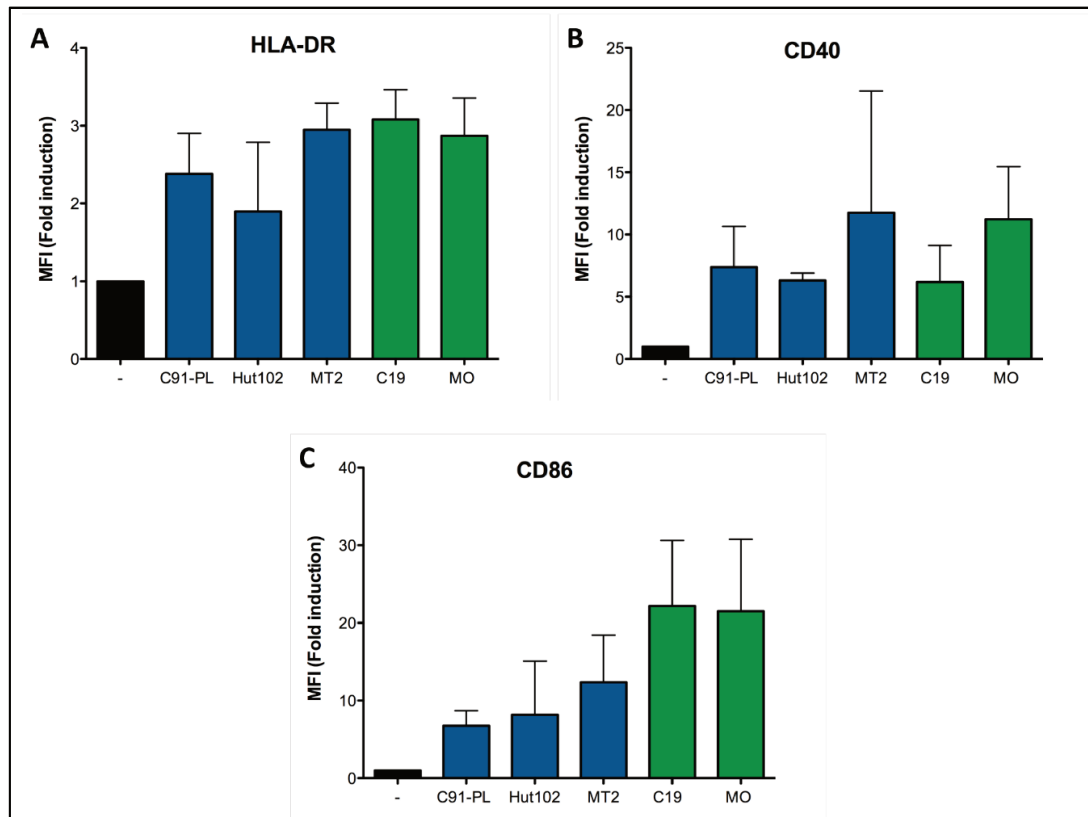 A
HLA-DR
MFI (Fold induction)
4
3
2
1
0
- C91-PL Hut102 MT2 C19 MO
B
CD40
MFI (Fold induction)
25
20
15
10
5
0
- C91-PL Hut102 MT2 C19 MO
C
CD86
MFI (Fold induction)
40
30
20
10
0
- C91-PL Hut102 MT2 C19 MO